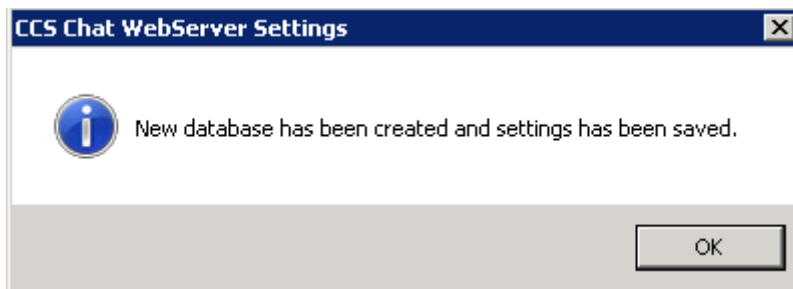 CCS Chat WebServer Settings
New database has been created and settings has been saved.
OK